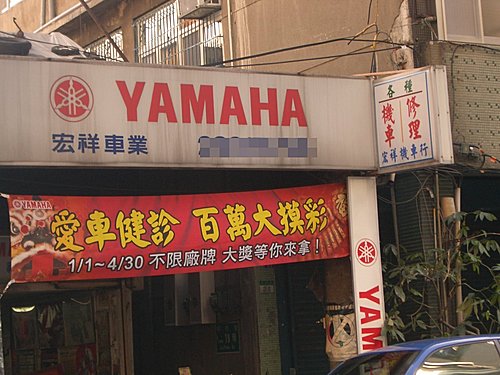 YAMAHA
宏祥車業
各種
機車
修理
宏祥機車行
YAMAHA
愛車健診 百萬大摸彩
1/1~4/30 不限廠牌 大獎等你來拿！
YAM